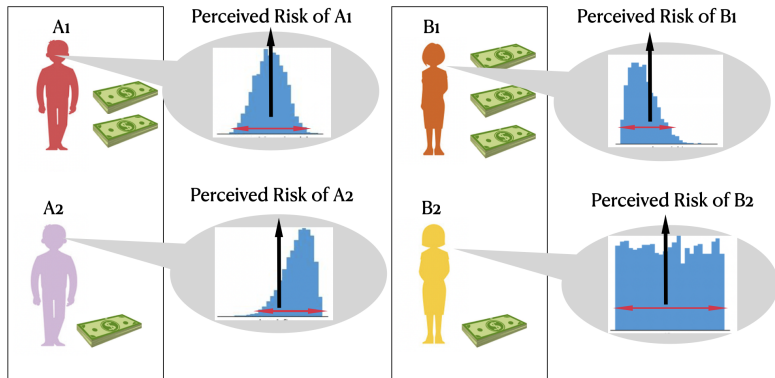 A1
Perceived Risk of A1
B1
Perceived Risk of B1
A2
Perceived Risk of A2
B2
Perceived Risk of B2